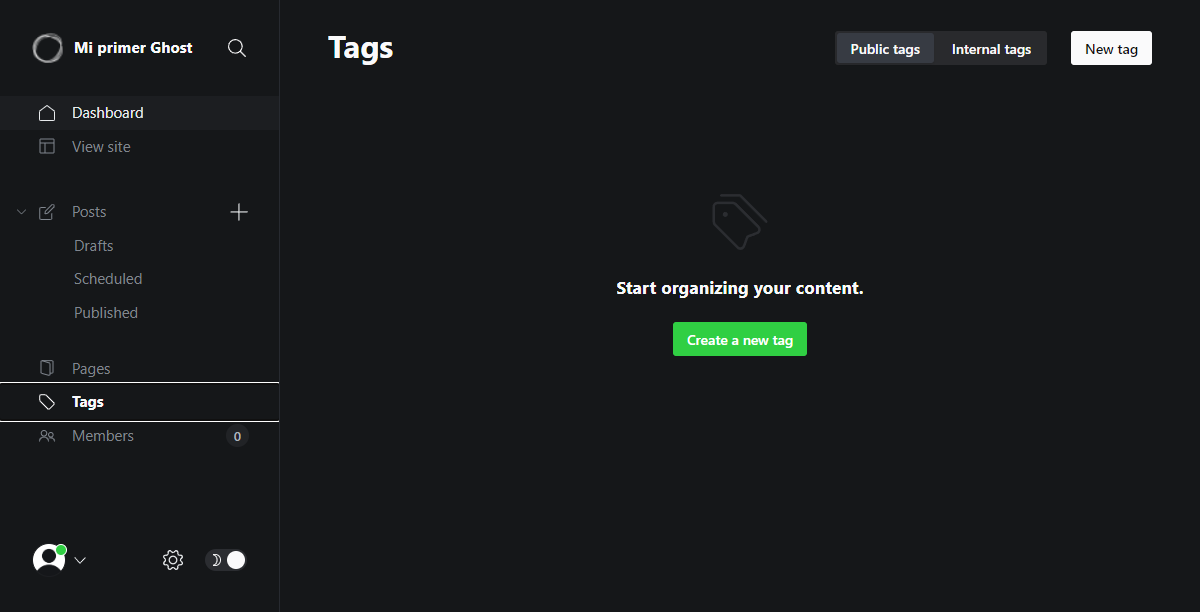 Mi primer Ghost
Dashboard
View site
Posts
Drafts
Scheduled
Published
Pages
Tags
Members 0
Tags
Public tags Internal tags New tag
Start organizing your content.
Create a new tag